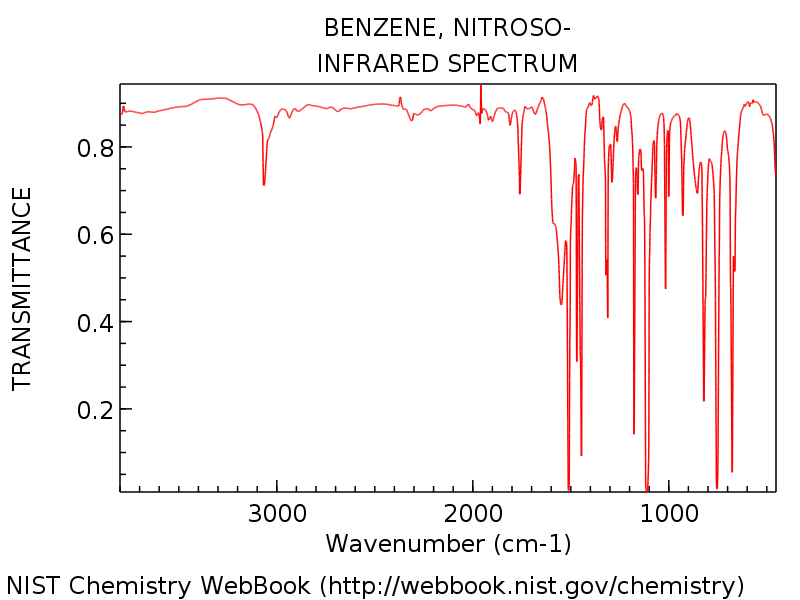 BENZENE, NITROSO-
INFRARED SPECTRUM
TRANSMITTANCE
0.8
0.6
0.4
0.2
3000 2000 1000
Wavenumber (cm-1)
NIST Chemistry WebBook (http://webbook.nist.gov/chemistry)